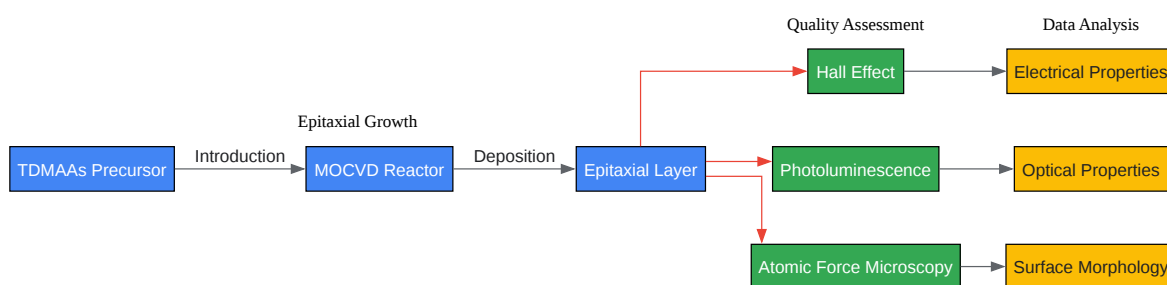 Quality Assessment
Data Analysis
Hall Effect
Electrical Properties
Epitaxial Growth
TDMAAs Precursor
Introduction
MOCVD Reactor
Deposition
Epitaxial Layer
Photoluminescence
Optical Properties
Atomic Force Microscopy
Surface Morphology